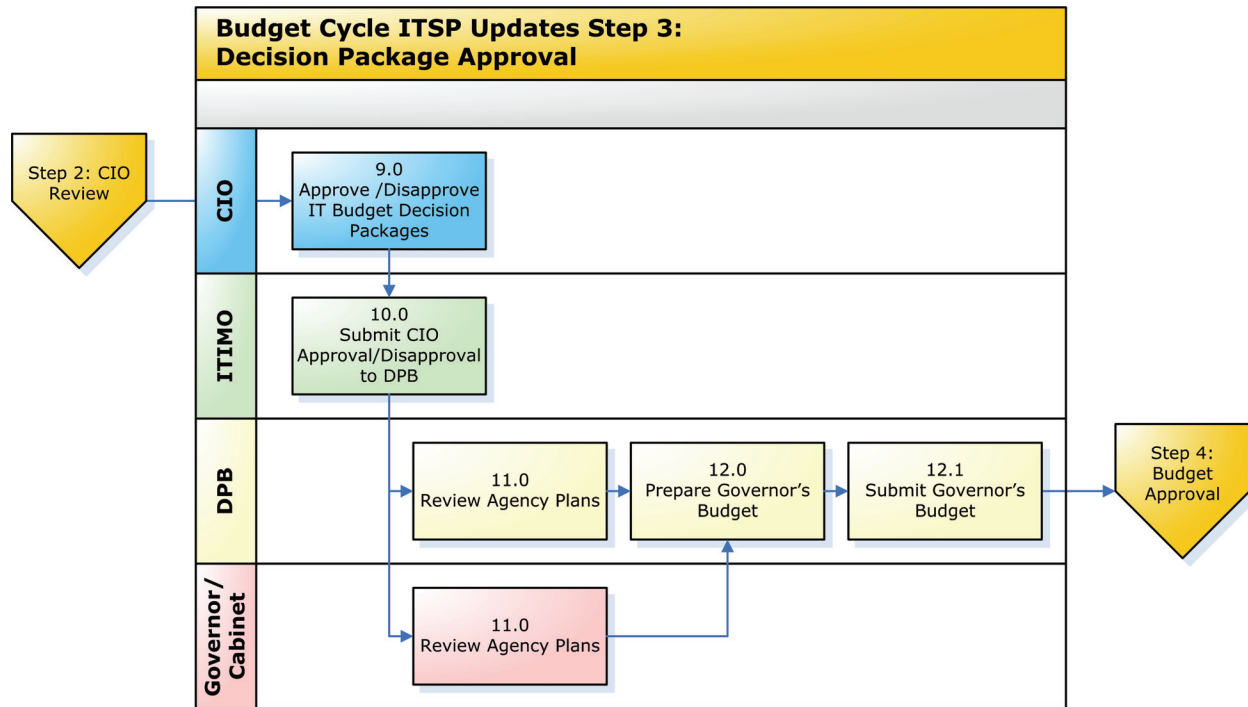 Budget Cycle ITSP Updates Step 3:
Decision Package Approval
Step 2: CIO
Review
CIO
9.0
Approve /Disapprove
IT Budget Decision
Packages
ITIMO
10.0
Submit CIO
Approval/Disapproval
to DPB
DPB
11.0
Review Agency Plans
12.0
Prepare Governor’s
Budget
12.1
Submit Governor’s
Budget
Step 4:
Budget
Approval
Governor/
Cabinet
11.0
Review Agency Plans